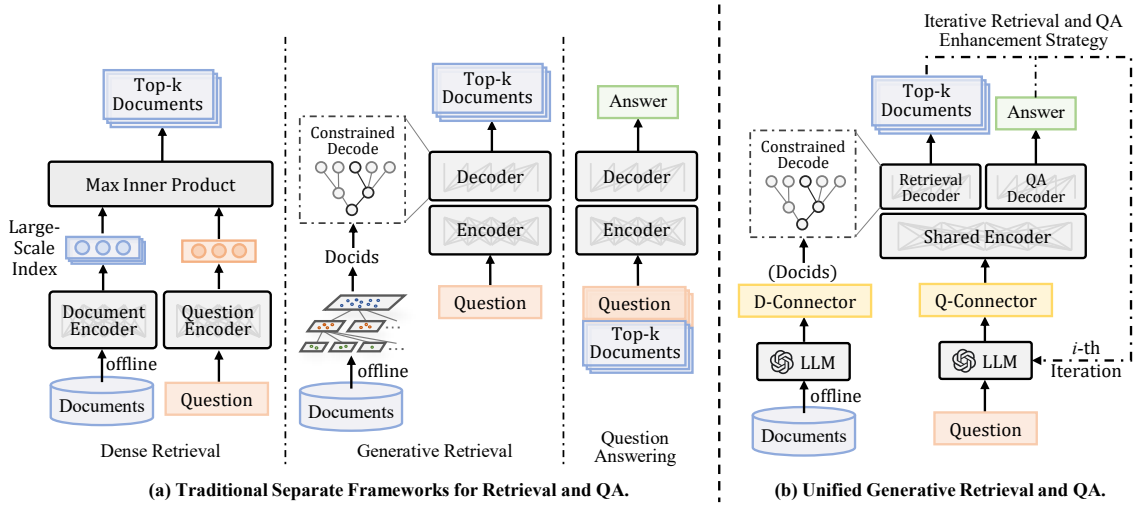 Top-k
Documents
Max Inner Product
Large-
Scale
Index
Document
Encoder
Question
Encoder
offline
Documents
Question
Dense Retrieval
Top-k
Documents
Constrained
Decode
Decoder
Encoder
Docids
Question
offline
Documents
Generative Retrieval
Answer
Decoder
Encoder
Question
Top-k
Documents
Question
Answering
(a) Traditional Separate Frameworks for Retrieval and QA.
Iterative Retrieval and QA
Enhancement Strategy
Top-k
Documents
Answer
Constrained
Decode
Retrieval
Decoder
QA
Decoder
Shared Encoder
(Docids)
D-Connector
Q-Connector
LLM
LLM
i-th
Iteration
offline
Documents
Question
(b) Unified Generative Retrieval and QA.